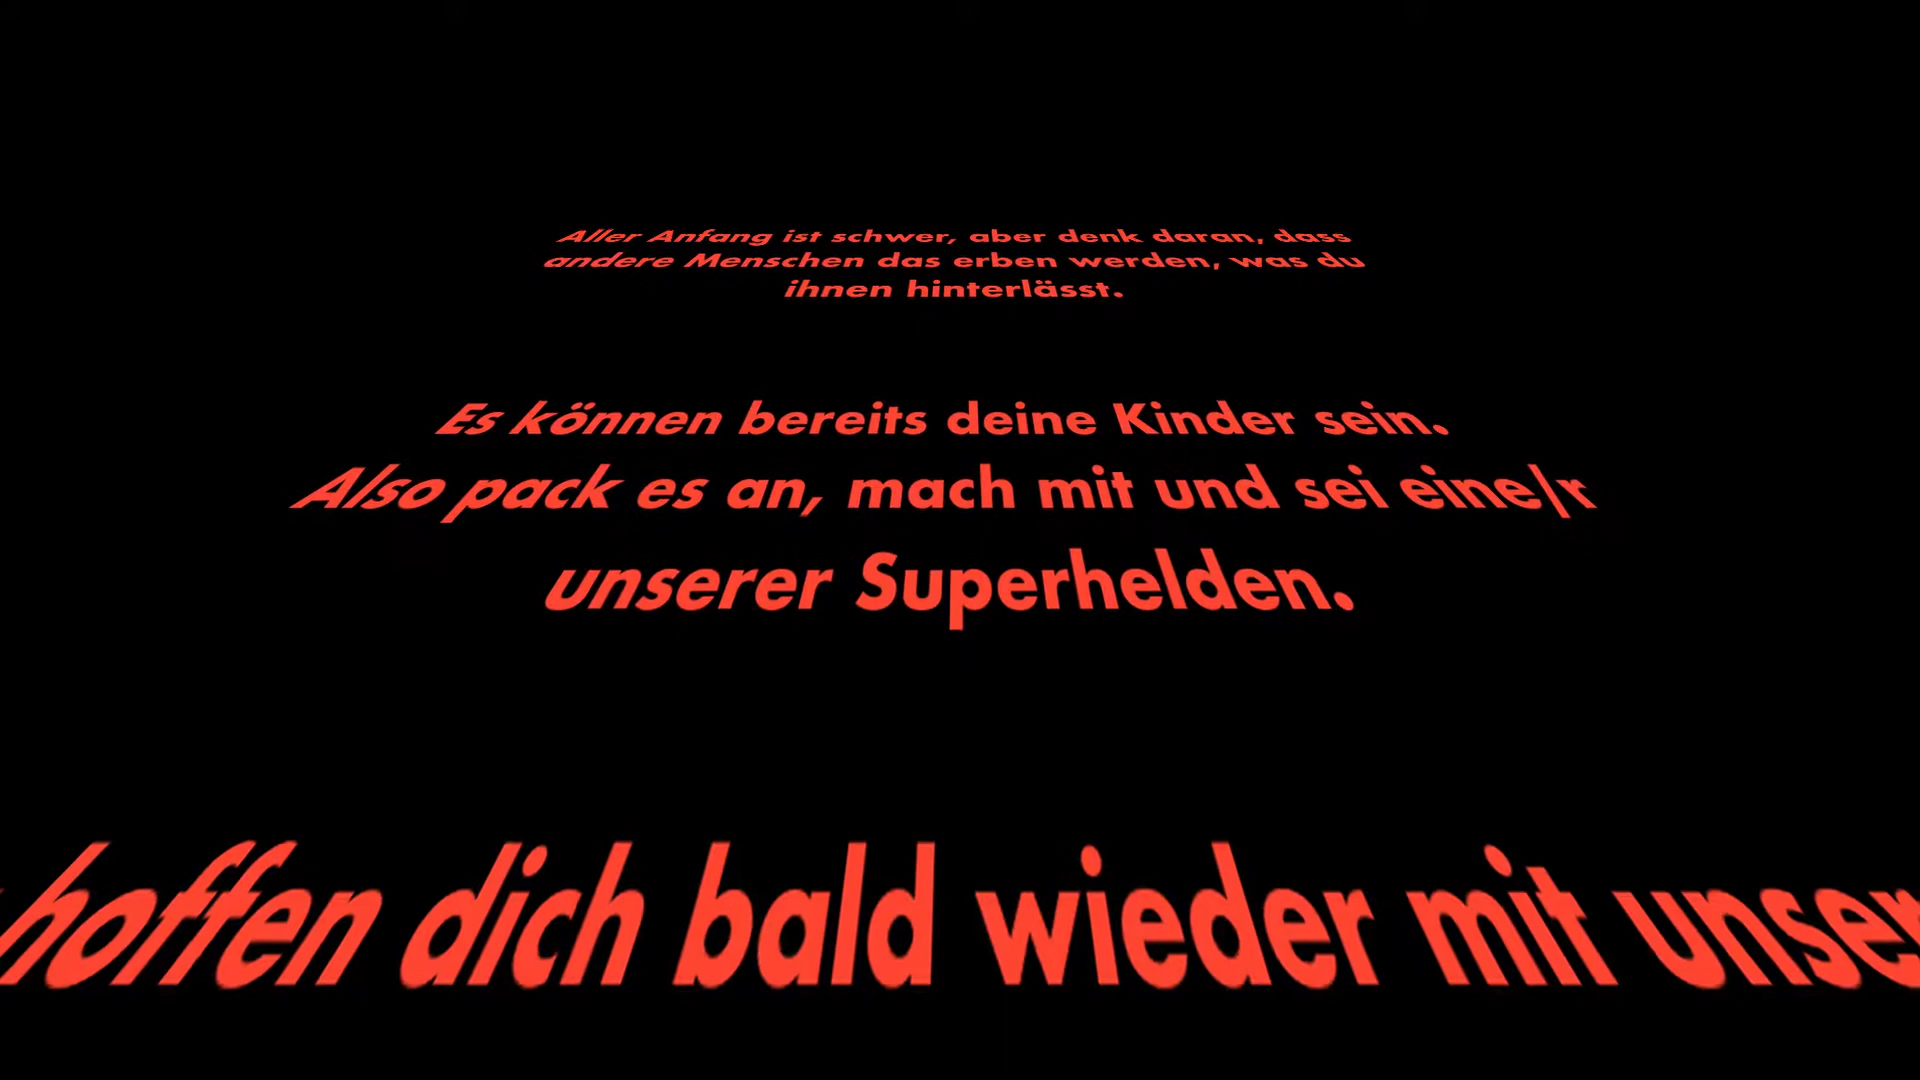 Aller Anfang ist schwer, aber denk daran, dass
andere Menschen das erben werden, was du
ihnen hinterlässt.
Es können bereits deine Kinder sein.
Also pack es an, mach mit und sei eine/r
unserer Superhelden.
hoffen dich bald wieder mit